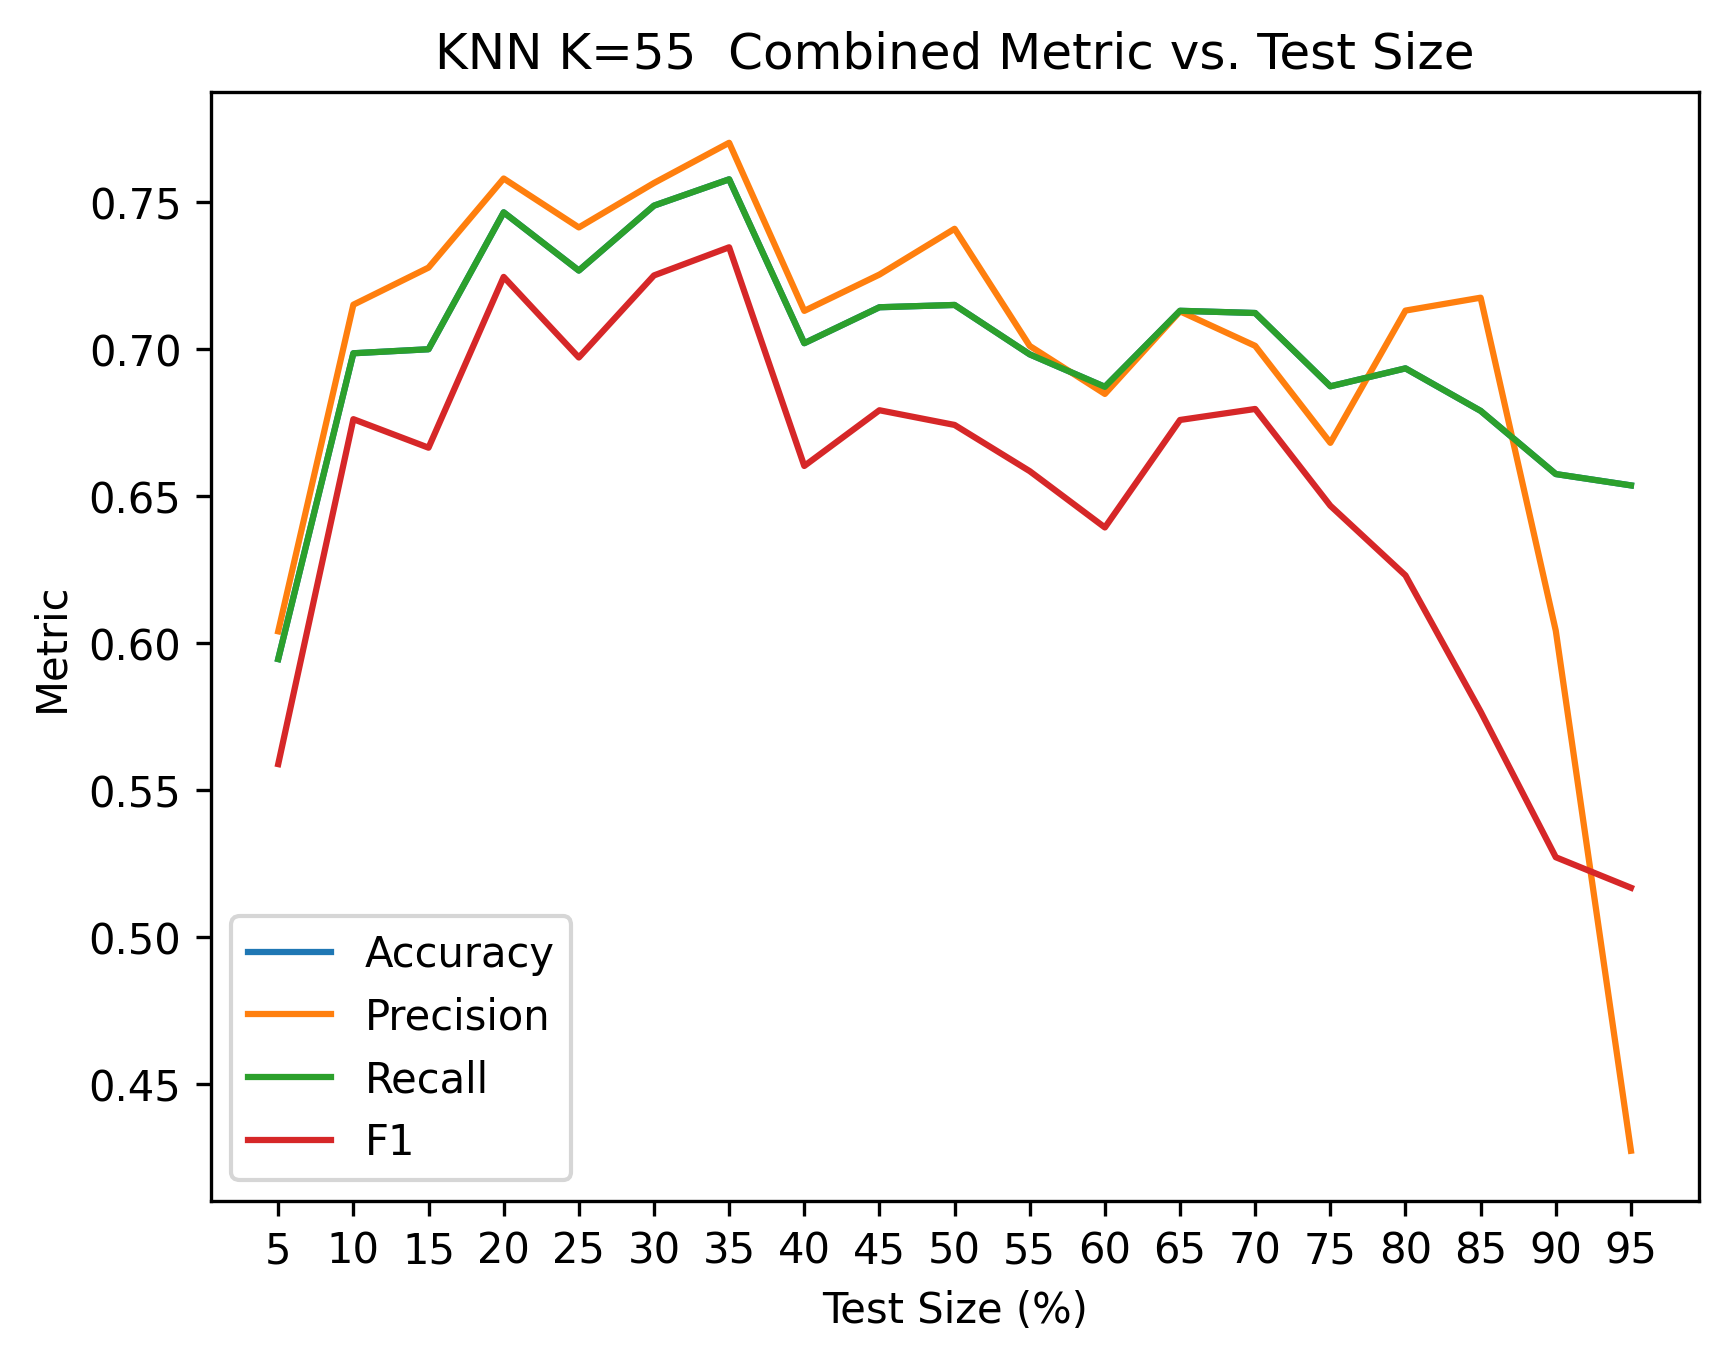 KNN K=55  Combined Metric vs. Test Size
Metric
0.75
0.70
0.65
0.60
0.55
0.50
0.45
Accuracy
Precision
Recall
F1
5 10 15 20 25 30 35 40 45 50 55 60 65 70 75 80 85 90 95
Test Size (%)